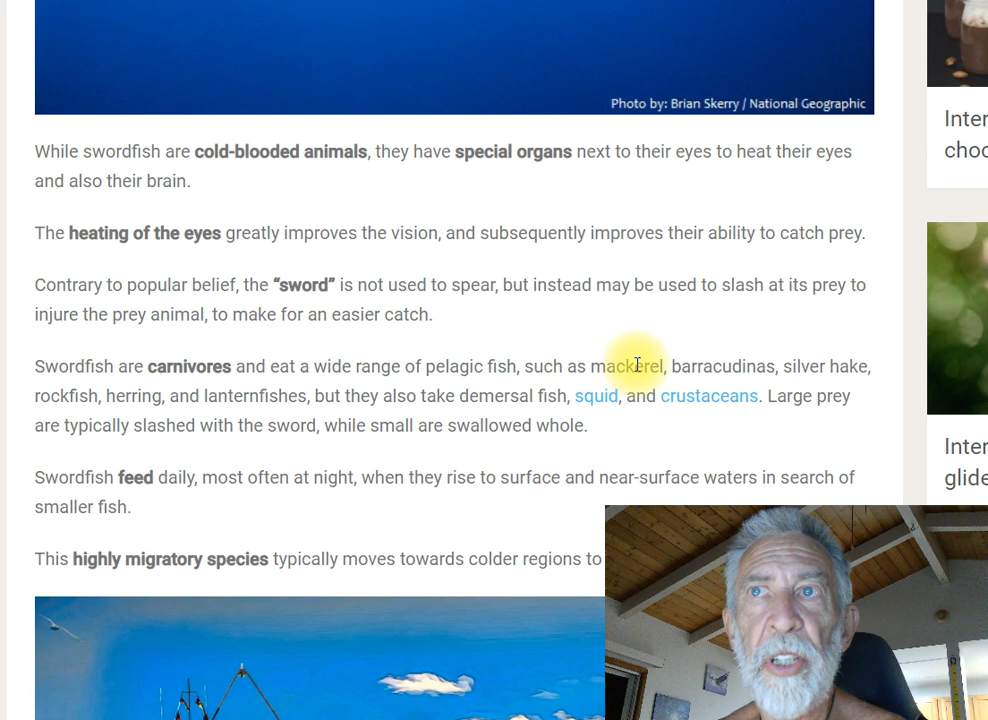 Photo by: Brian Skerry / National Geographic
While swordfish are cold-blooded animals, they have special organs next to their eyes to heat their eyes
and also their brain.
The heating of the eyes greatly improves the vision, and subsequently improves their ability to catch prey.
Contrary to popular belief, the “sword” is not used to spear, but instead may be used to slash at its prey to
injure the prey animal, to make for an easier catch.
Swordfish are carnivores and eat a wide range of pelagic fish, such as mackerel, barracudinas, silver hake,
rockfish, herring, and lanternfishes, but they also take demersal fish, squid, and crustaceans. Large prey
are typically slashed with the sword, while small are swallowed whole.
Swordfish feed daily, most often at night, when they rise to surface and near-surface waters in search of
smaller fish.
This highly migratory species typically moves towards colder regions to
Inter
choc
Inter
glide